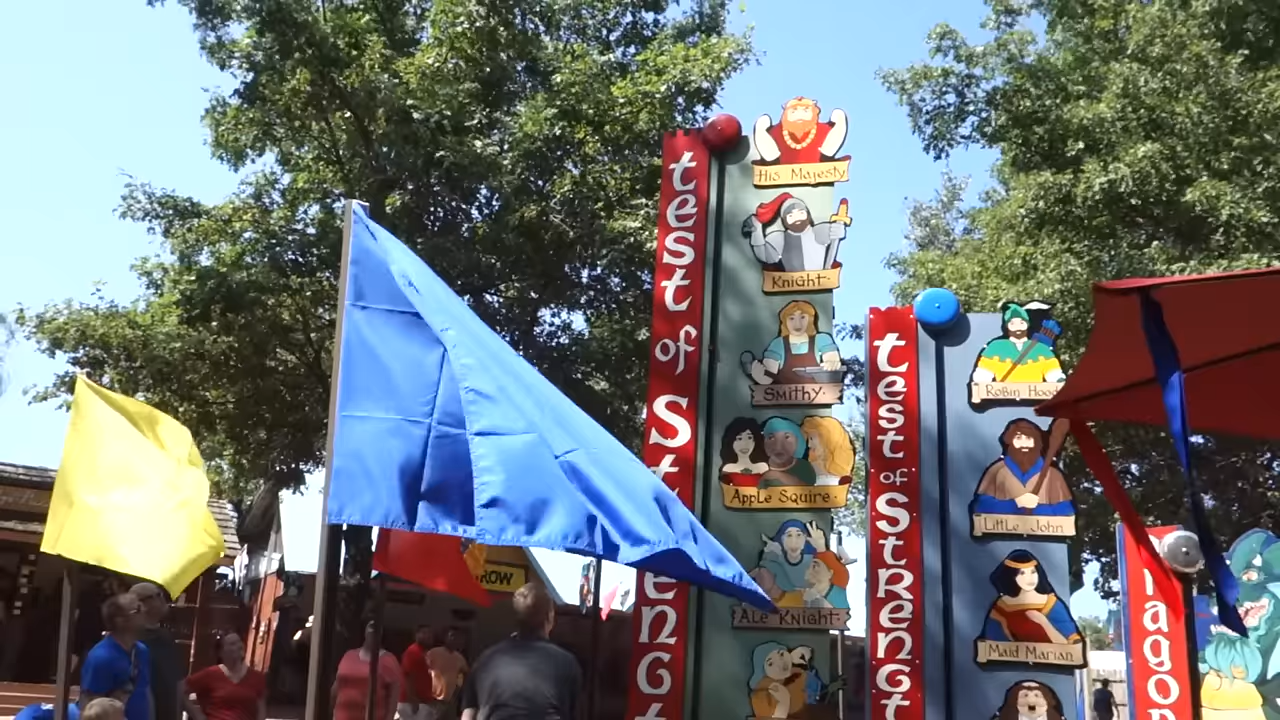 test of Strengt
His Majesty
Knight
Smithy
Apple Squire
Ale Knight
test of Strengt
Robin Hood
Little John
Maid Marian
ROW
ragon